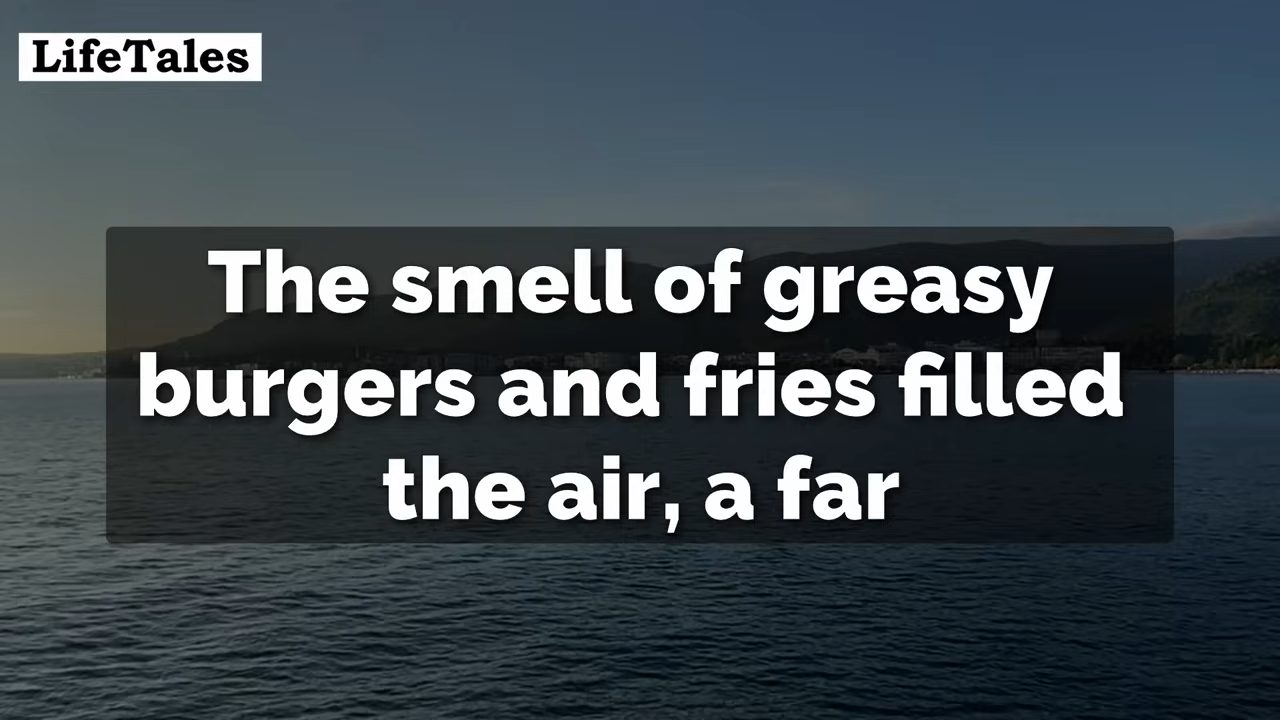 LifeTales
The smell of greasy
burgers and fries filled
the air, a far